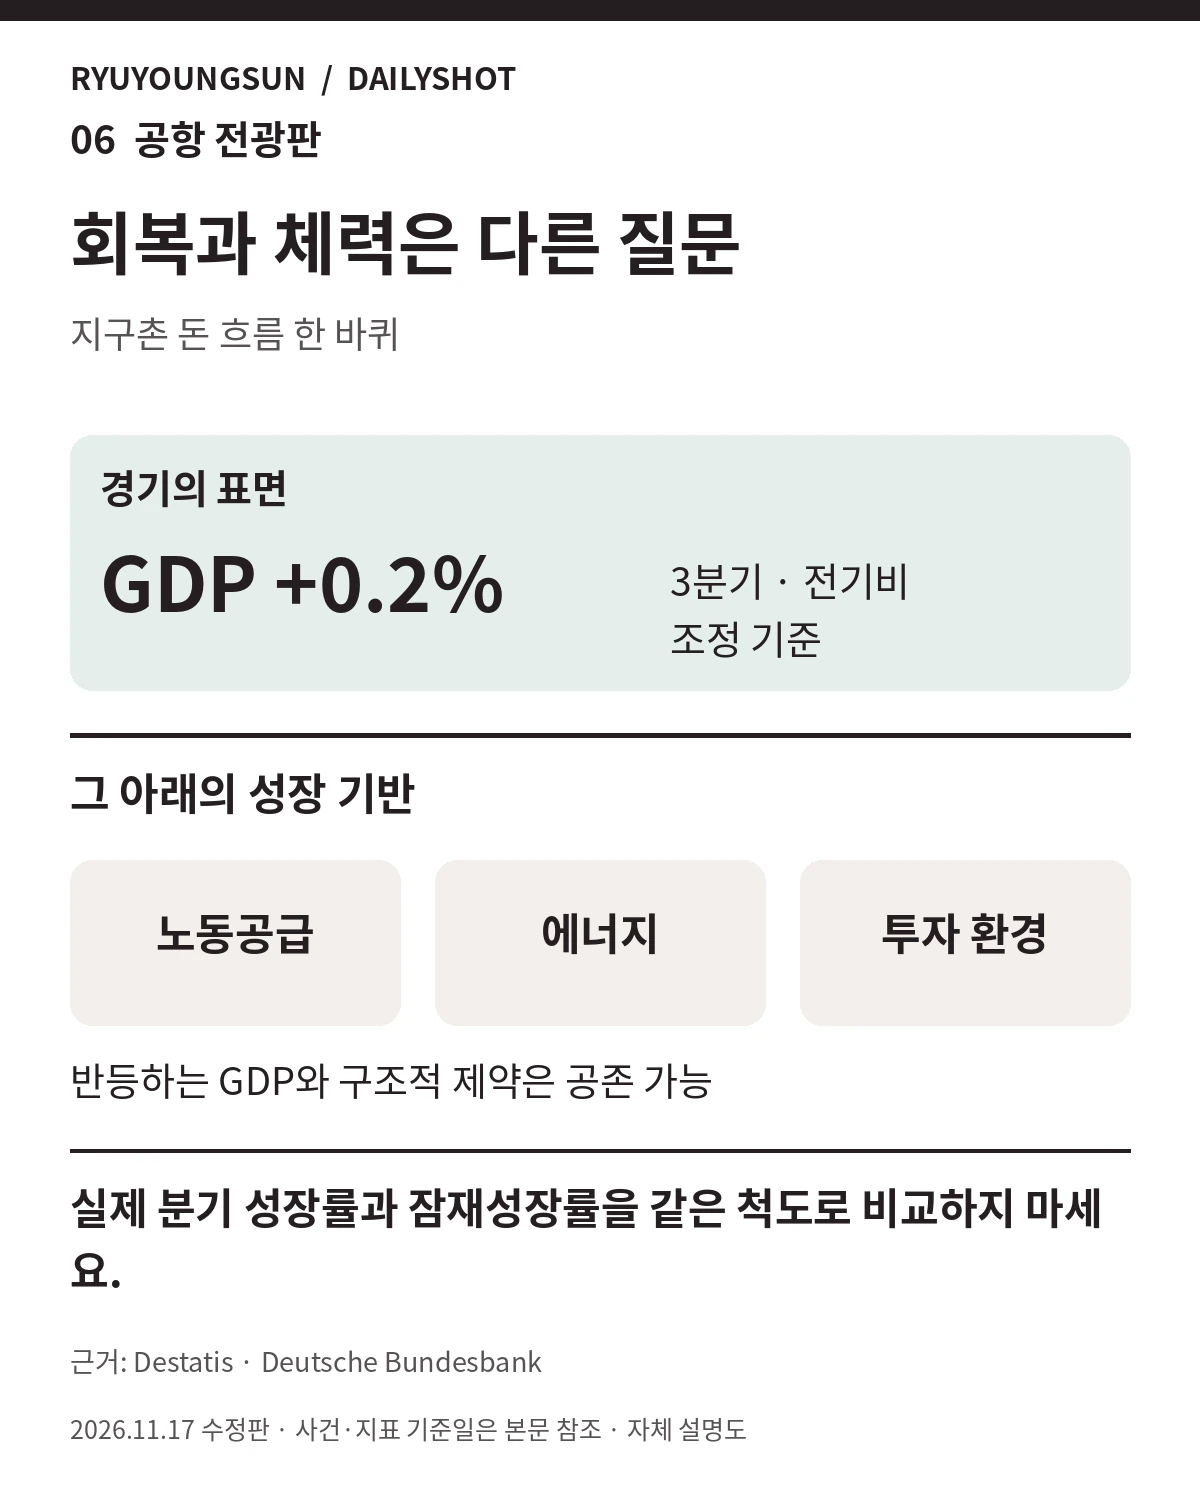 RYUYOUNGSUN / DAILYSHOT
06 공항 전광판
회복과 체력은 다른 질문
지구촌 돈 흐름 한 바퀴
경기의 표면
GDP +0.2%
3분기 · 전기비
조정 기준
그 아래의 성장 기반
노동공급
에너지
투자 환경
반등하는 GDP와 구조적 제약은 공존 가능
실제 분기 성장률과 잠재성장률을 같은 척도로 비교하지 마세
요.
근거: Destatis · Deutsche Bundesbank
2026.11.17 수정판 · 사건·지표 기준일은 본문 참조 · 자체 설명도